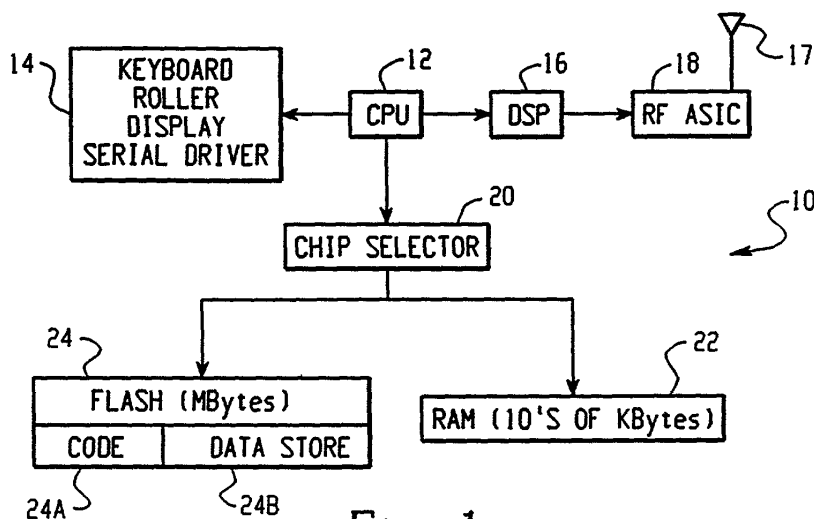 14
KEYBOARD
ROLLER
DISPLAY
SERIAL DRIVER
12
CPU
16
DSP
18
RF ASIC
17
10
20
CHIP SELECTOR
24
FLASH (MBytes)
CODE
DATA STORE
24A
24B
22
RAM (10'S OF KBytes)